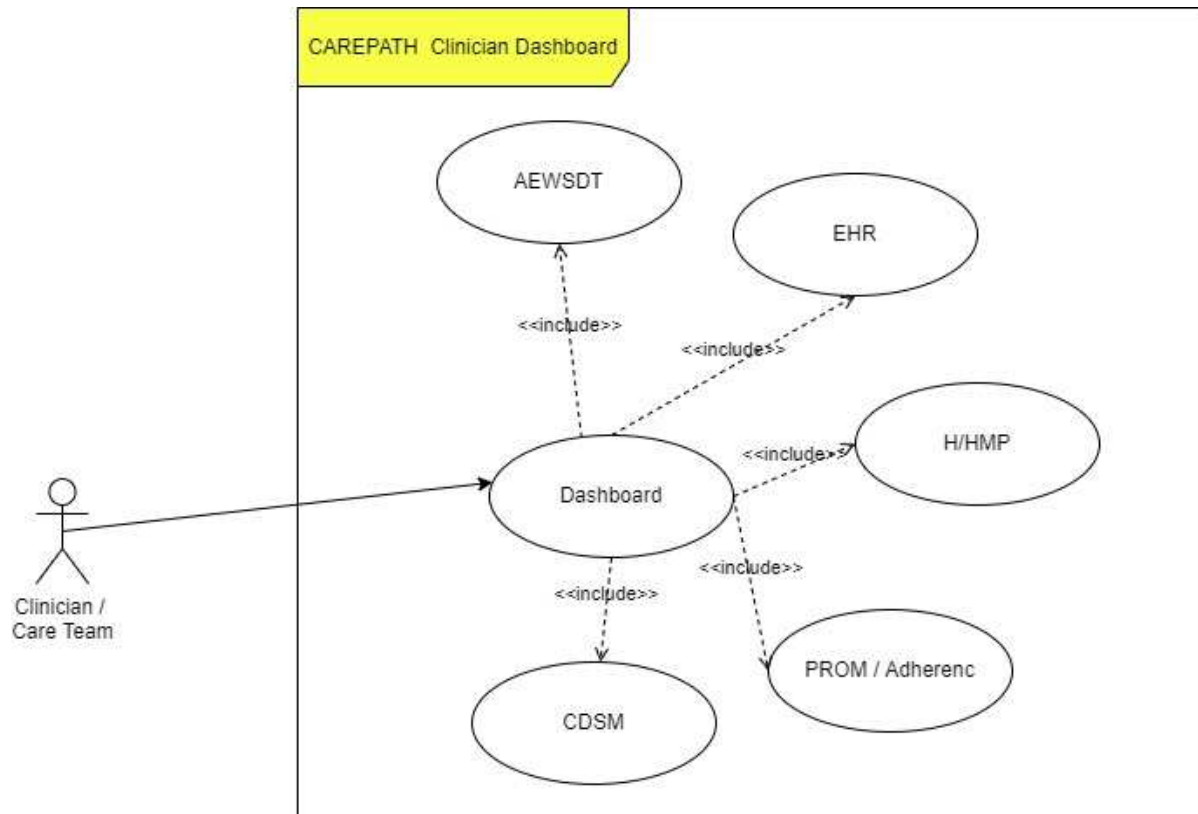 CAREPATH Clinician Dashboard
AEWSDT
EHR
<<include>>
<<include>>
H/HMP
<<include>>
Dashboard
<<include>>
<<include>>
Clinician /
Care Team
PROM / Adherenc
CDSM